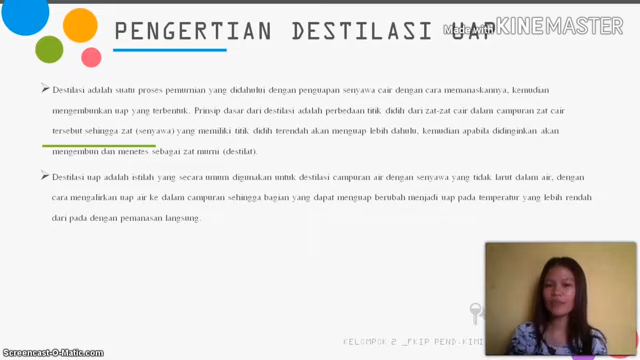 PENGERTIAN DESTILASI UAP
Made with KINEMASTER
Destilasi adalah suatu proses pemurnian yang didahului dengan penguapan senyawa cair dengan cara memanaskannya, kemudian
mengembunkan uap yang terbentuk. Prinsip dasar dari destilasi adalah perbedaan titik didih dari zat-zat cair dalam campuran zat cair
tersebut sehingga zat (senyawa) yang memiliki titik didih terendah akan menguap lebih dahulu, kemudian apabila didinginkan akan
mengembun dan menetes sebagai zat murni (destilat).
Destilasi uap adalah istilah yang secara umum digunakan untuk destilasi campuran air dengan senyawa yang tidak larut dalam air, dengan
cara mengalirkan uap air ke dalam campuran sehingga bagian yang dapat menguap berubah menjadi uap pada temperatur yang lebih rendah
dari pada dengan pemanasan langsung.
KELOMPOK 2 _FKIP PEND-KIMI
Screencast-O-Matic.com